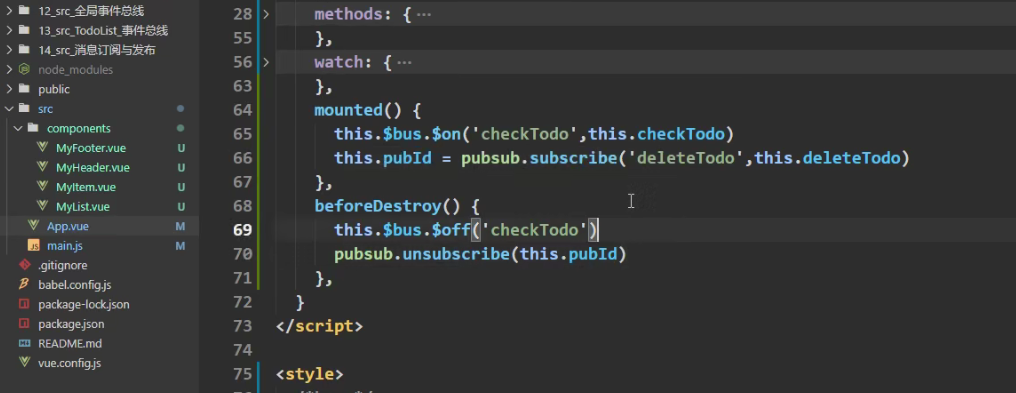 12_src_全局事件总线
13_src_TodoList_事件总线
14_src_消息订阅与发布
node_modules
public
src
components
MyFooter.vue U
MyHeader.vue U
MyItem.vue U
MyList.vue U
App.vue M
JS main.js M
.gitignore
babel.config.js
package-lock.json
package.json
README.md
vue.config.js
28 methods: { ···
55 },
56 watch: { ···
63 },
64 mounted() {
65 this.$bus.$on('checkTodo',this.checkTodo)
66 this.pubId = pubsub.subscribe('deleteTodo',this.deleteTodo)
67 },
68 beforeDestroy() {
69 this.$bus.$off('checkTodo')
70 pubsub.unsubscribe(this.pubId)
71 },
72 }
73 </script>
74
75 <style>